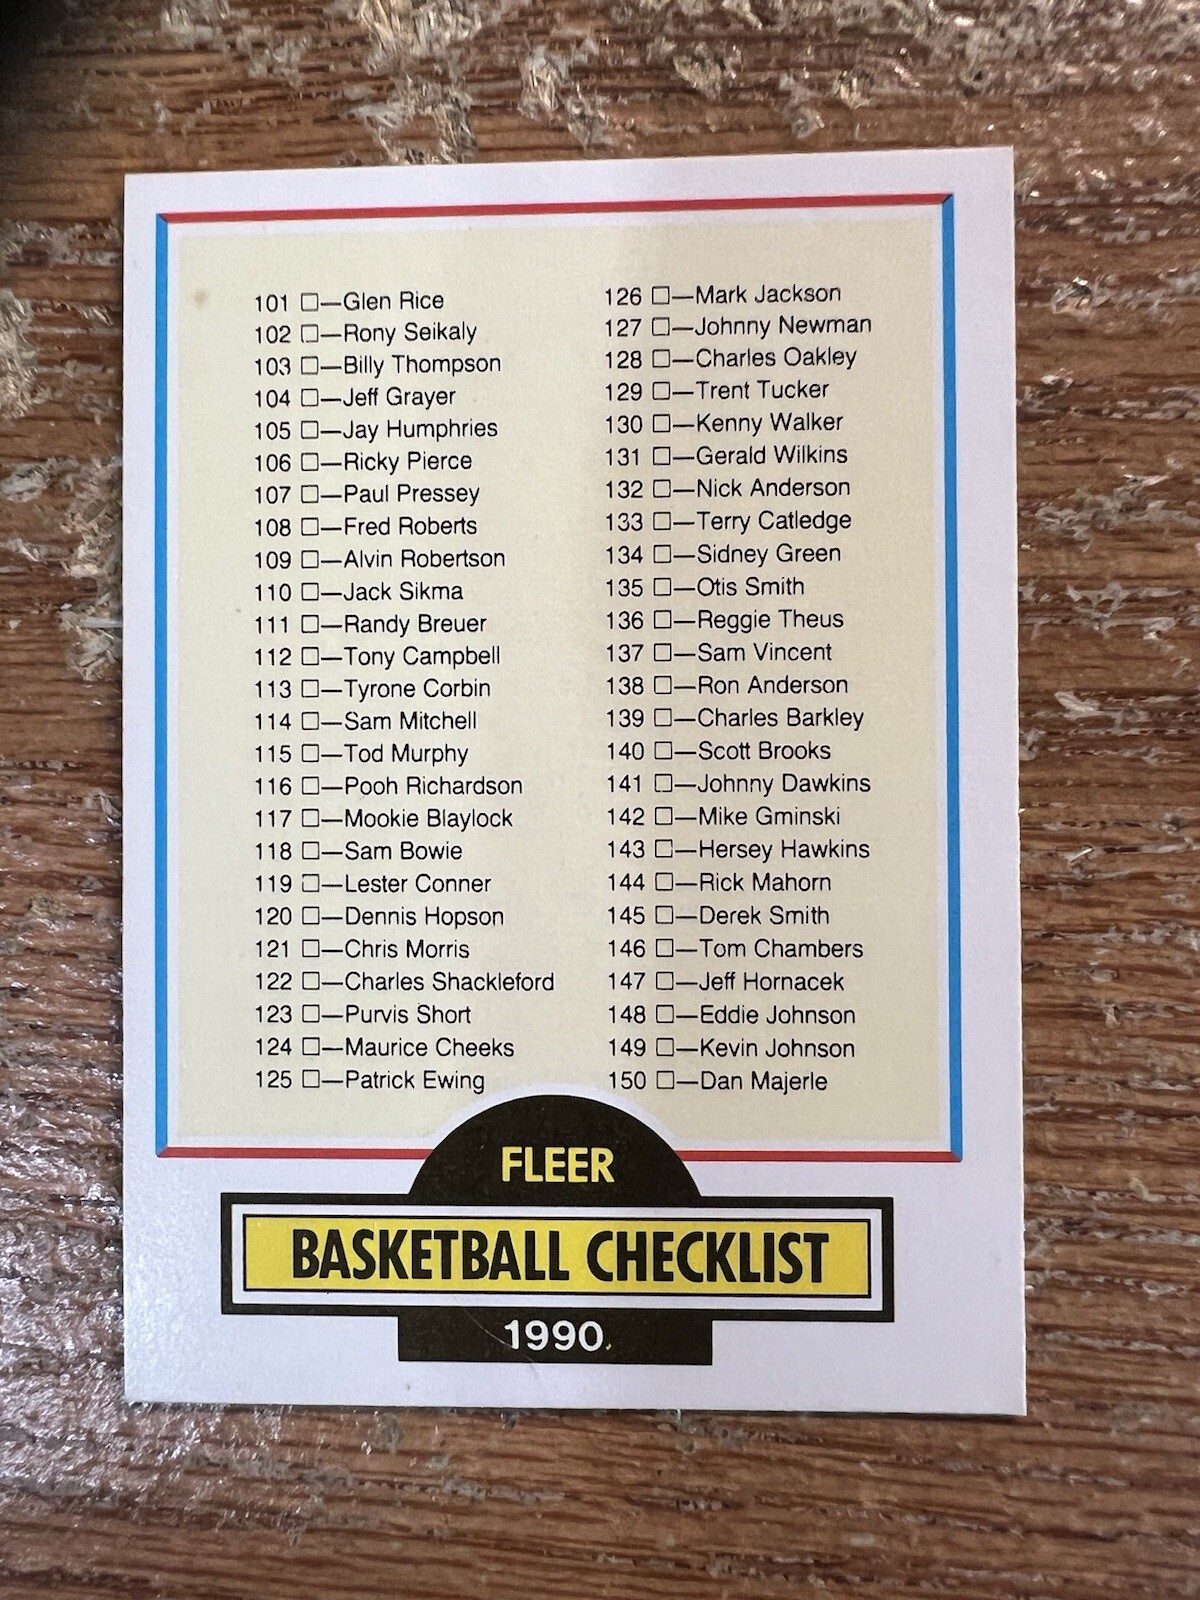 101 □—Glen Rice
102 □—Rony Seikaly
103 □—Billy Thompson
104 □—Jeff Grayer
105 □—Jay Humphries
106 □—Ricky Pierce
107 □—Paul Pressey
108 □—Fred Roberts
109 □—Alvin Robertson
110 □—Jack Sikma
111 □—Randy Breuer
112 □—Tony Campbell
113 □—Tyrone Corbin
114 □—Sam Mitchell
115 □—Tod Murphy
116 □—Pooh Richardson
117 □—Mookie Blaylock
118 □—Sam Bowie
119 □—Lester Conner
120 □—Dennis Hopson
121 □—Chris Morris
122 □—Charles Shackleford
123 □—Purvis Short
124 □—Maurice Cheeks
125 □—Patrick Ewing
126 □—Mark Jackson
127 □—Johnny Newman
128 □—Charles Oakley
129 □—Trent Tucker
130 □—Kenny Walker
131 □—Gerald Wilkins
132 □—Nick Anderson
133 □—Terry Catledge
134 □—Sidney Green
135 □—Otis Smith
136 □—Reggie Theus
137 □—Sam Vincent
138 □—Ron Anderson
139 □—Charles Barkley
140 □—Scott Brooks
141 □—Johnny Dawkins
142 □—Mike Gminski
143 □—Hersey Hawkins
144 □—Rick Mahorn
145 □—Derek Smith
146 □—Tom Chambers
147 □—Jeff Hornacek
148 □—Eddie Johnson
149 □—Kevin Johnson
150 □—Dan Majerle
FLEER
BASKETBALL CHECKLIST
1990